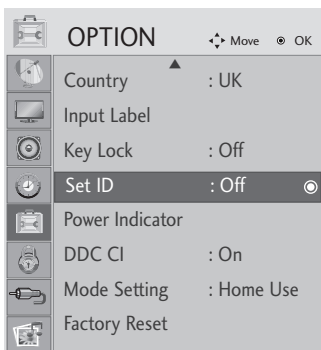 OPTION Move OK
Country : UK
Input Label
Key Lock : Off
Set ID : Off
Power Indicator
DDC CI : On
Mode Setting : Home Use
Factory Reset